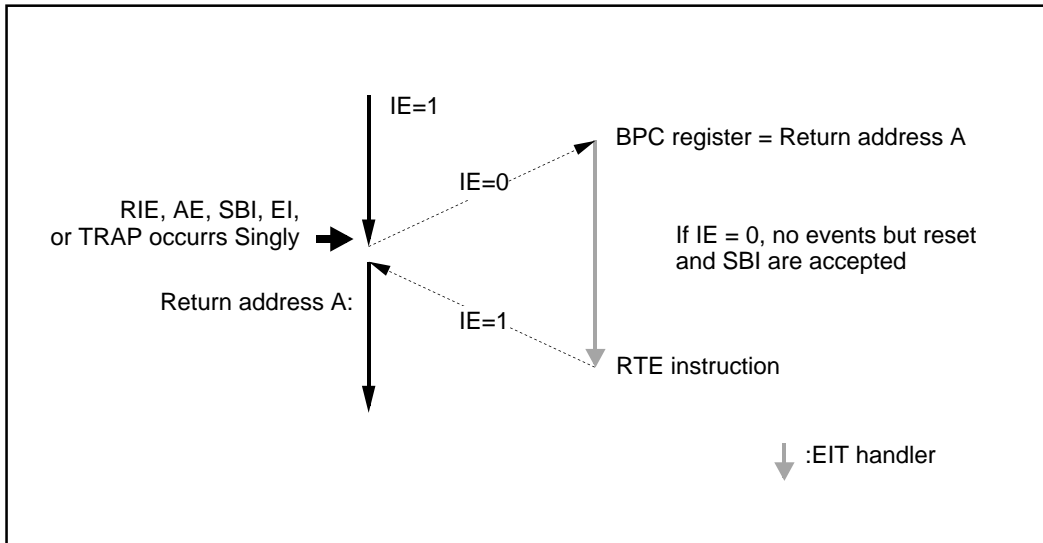 IE=1
BPC register = Return address A
IE=0
RIE, AE, SBI, EI,
or TRAP occurrs Singly
If IE = 0, no events but reset
and SBI are accepted
Return address A:
IE=1
RTE instruction
:EIT handler